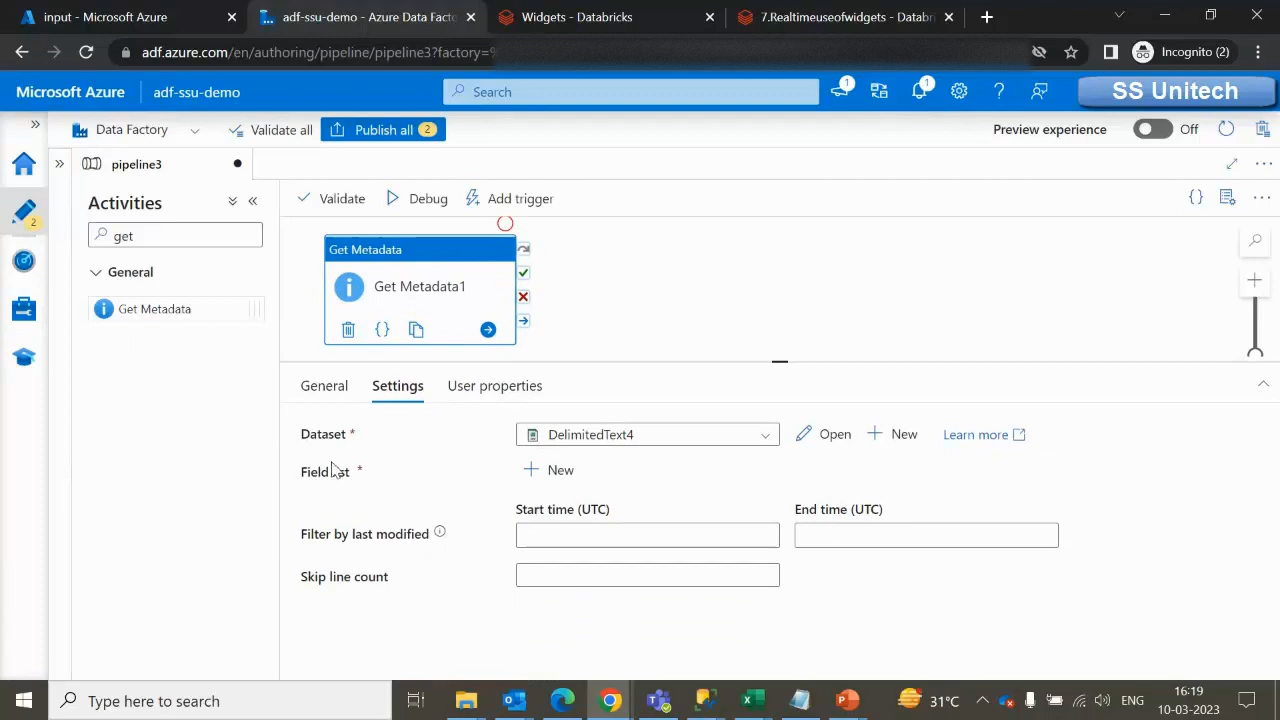 input - Microsoft Azure
adf-ssu-demo - Azure Data Facto
Widgets - Databricks
7.Realtimeuseofwidgets - Databri
adf.azure.com/en/authoring/pipeline/pipeline3?factory=
Incognito (2)
Microsoft Azure
adf-ssu-demo
Search
1
1
SS Unitech
Data Factory
Validate all
Publish all 2
Preview experience
Off
pipeline3
2
Activities
get
General
Get Metadata
Validate
Debug
Add trigger
Get Metadata
Get Metadata1
General
Settings
User properties
Dataset *
DelimitedText4
Open
New
Learn more
Field list *
New
Start time (UTC)
End time (UTC)
Filter by last modified
Skip line count
Type here to search
31°C
ENG
16:19
10-03-2023